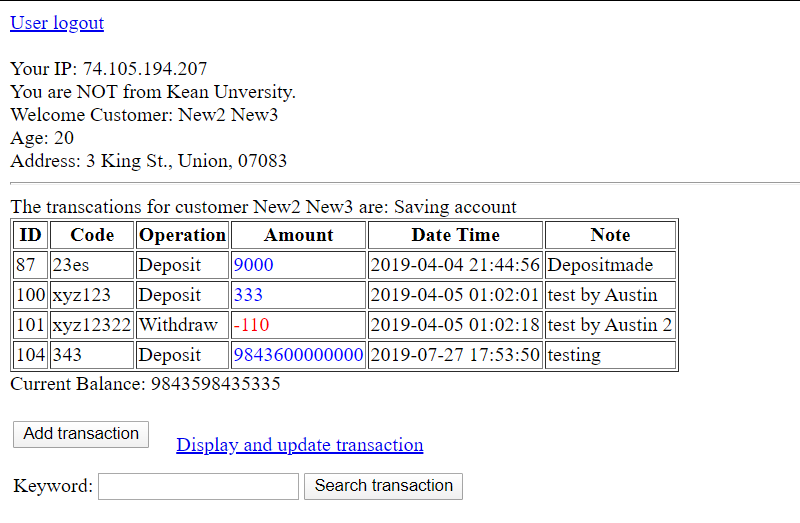 User logout
Your IP: 74.105.194.207
You are NOT from Kean Unversity.
Welcome Customer: New2 New3
Age: 20
Address: 3 King St., Union, 07083
The transcations for customer New2 New3 are: Saving account
ID Code Operation Amount Date Time Note
87 23es Deposit 9000 2019-04-04 21:44:56 Depositmade
100 xyz123 Deposit 333 2019-04-05 01:02:01 test by Austin
101 xyz12322 Withdraw -110 2019-04-05 01:02:18 test by Austin 2
104 343 Deposit 9843600000000 2019-07-27 17:53:50 testing
Current Balance: 9843598435335
Add transaction Display and update transaction
Keyword: Search transaction